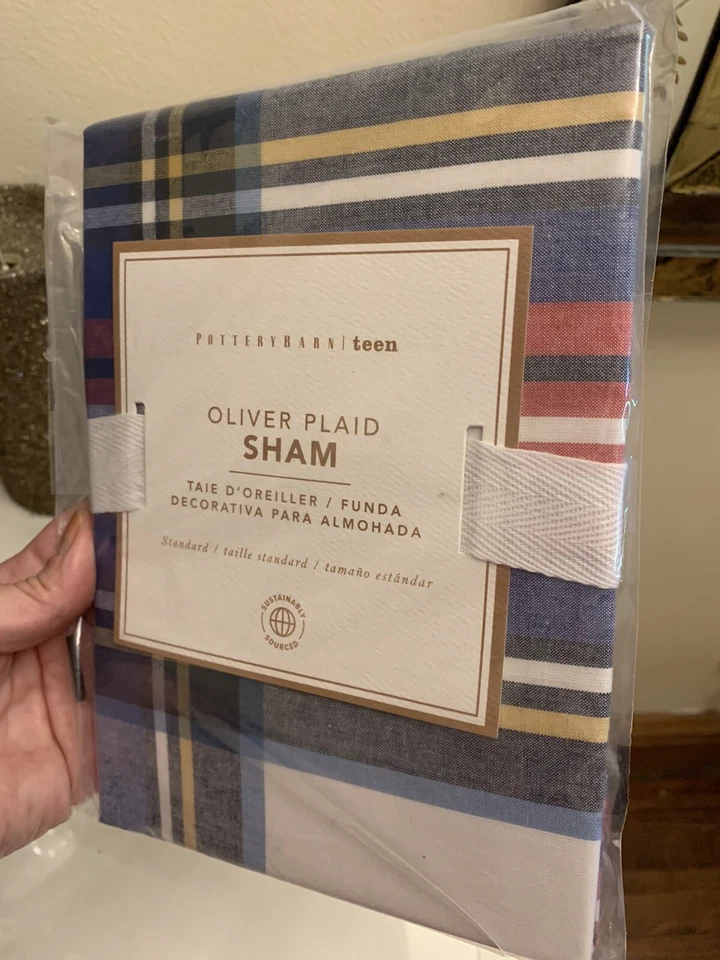 POTTERYBARN | teen
OLIVER PLAID
SHAM
TAIE D'OREILLER / FUNDA
DECORATIVA PARA ALMOHADA
Standard / taille standard / tamaño estándar
SUSTAINABLY
SOURCED